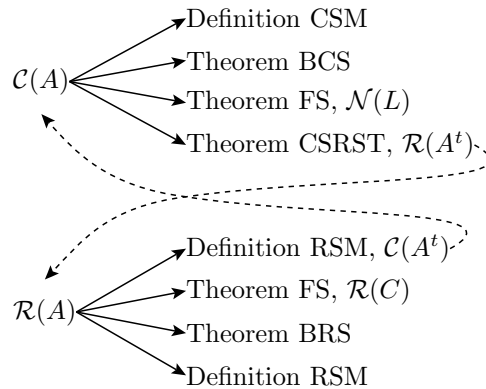 Definition CSM
Theorem BCS
𝒞(A)
Theorem FS, 𝒩(L)
Theorem CSRST, ℛ(Aᵗ)
Definition RSM, 𝒞(Aᵗ)
Theorem FS, ℛ(C)
ℛ(A)
Theorem BRS
Definition RSM